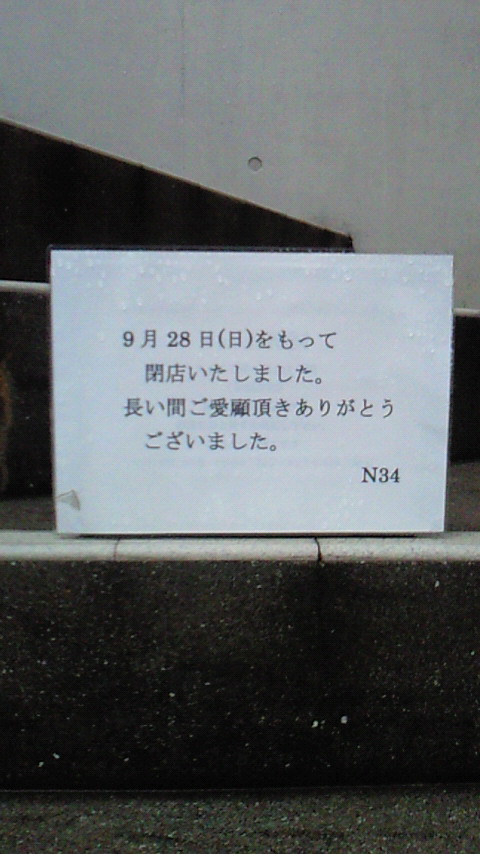 9月28日(日)をもって
閉店いたしました。
長い間ご愛顧頂きありがとう
ございました。
N34